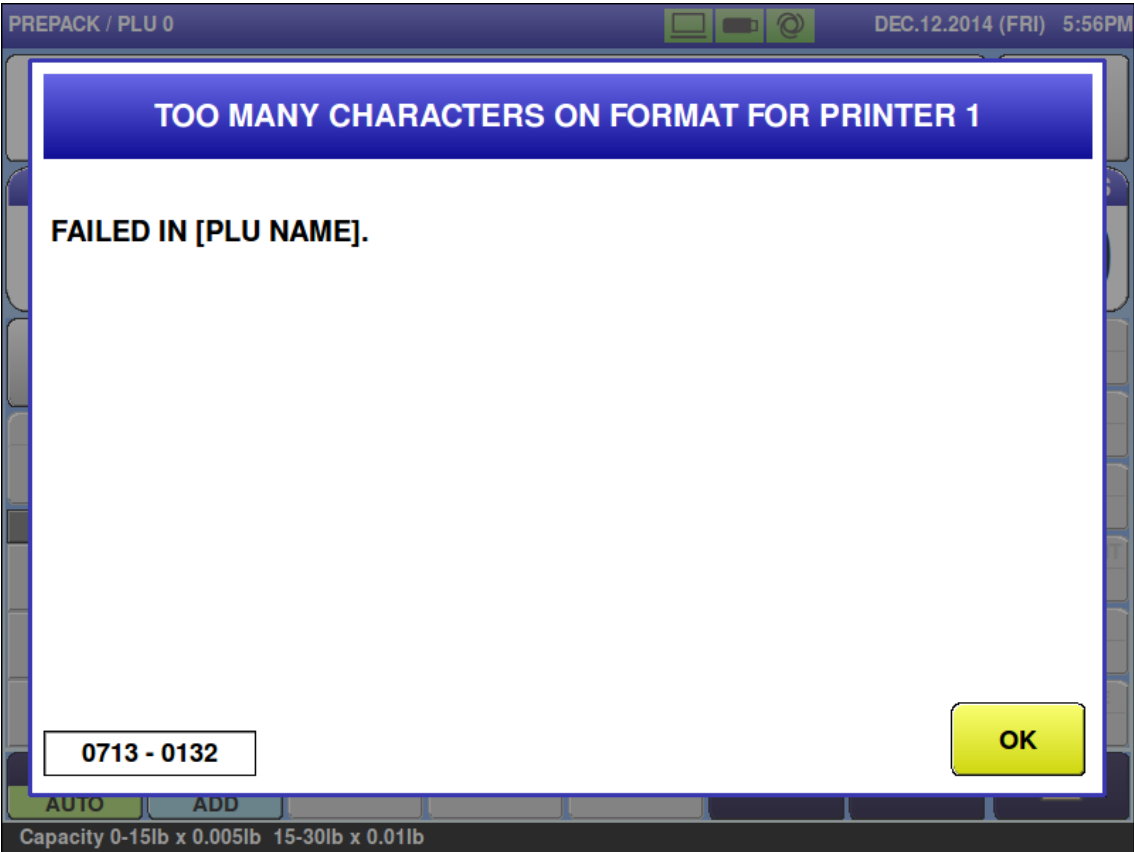 PREPACK / PLU 0 DEC.12.2014 (FRI) 5:56PM
TOO MANY CHARACTERS ON FORMAT FOR PRINTER 1
FAILED IN [PLU NAME].
OK
0713 - 0132
AUTO ADD
Capacity 0-15lb x 0.005lb 15-30lb x 0.01lb